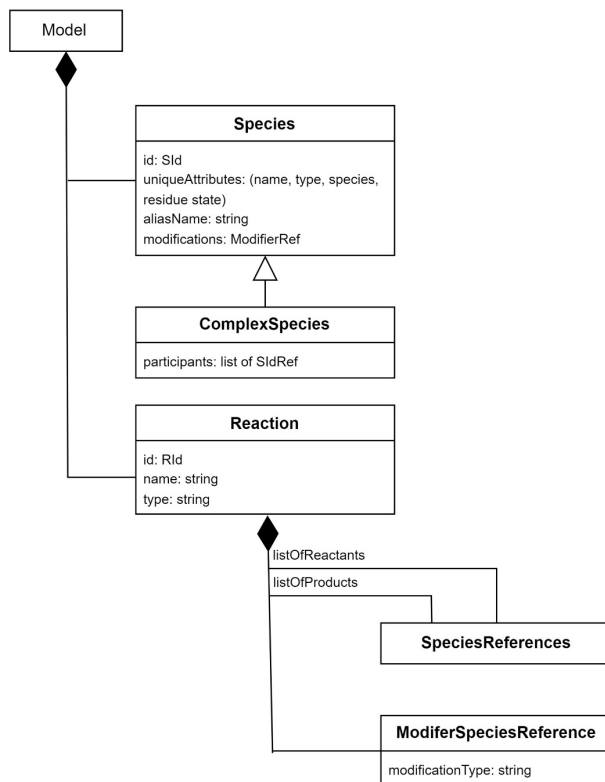 Model
Species
id: SId
uniqueAttributes: (name, type, species,
residue state)
aliasName: string
modifications: ModifierRef
ComplexSpecies
participants: list of SIdRef
Reaction
id: RId
name: string
type: string
listOfReactants
listOfProducts
SpeciesReferences
ModiferSpeciesReference
modificationType: string